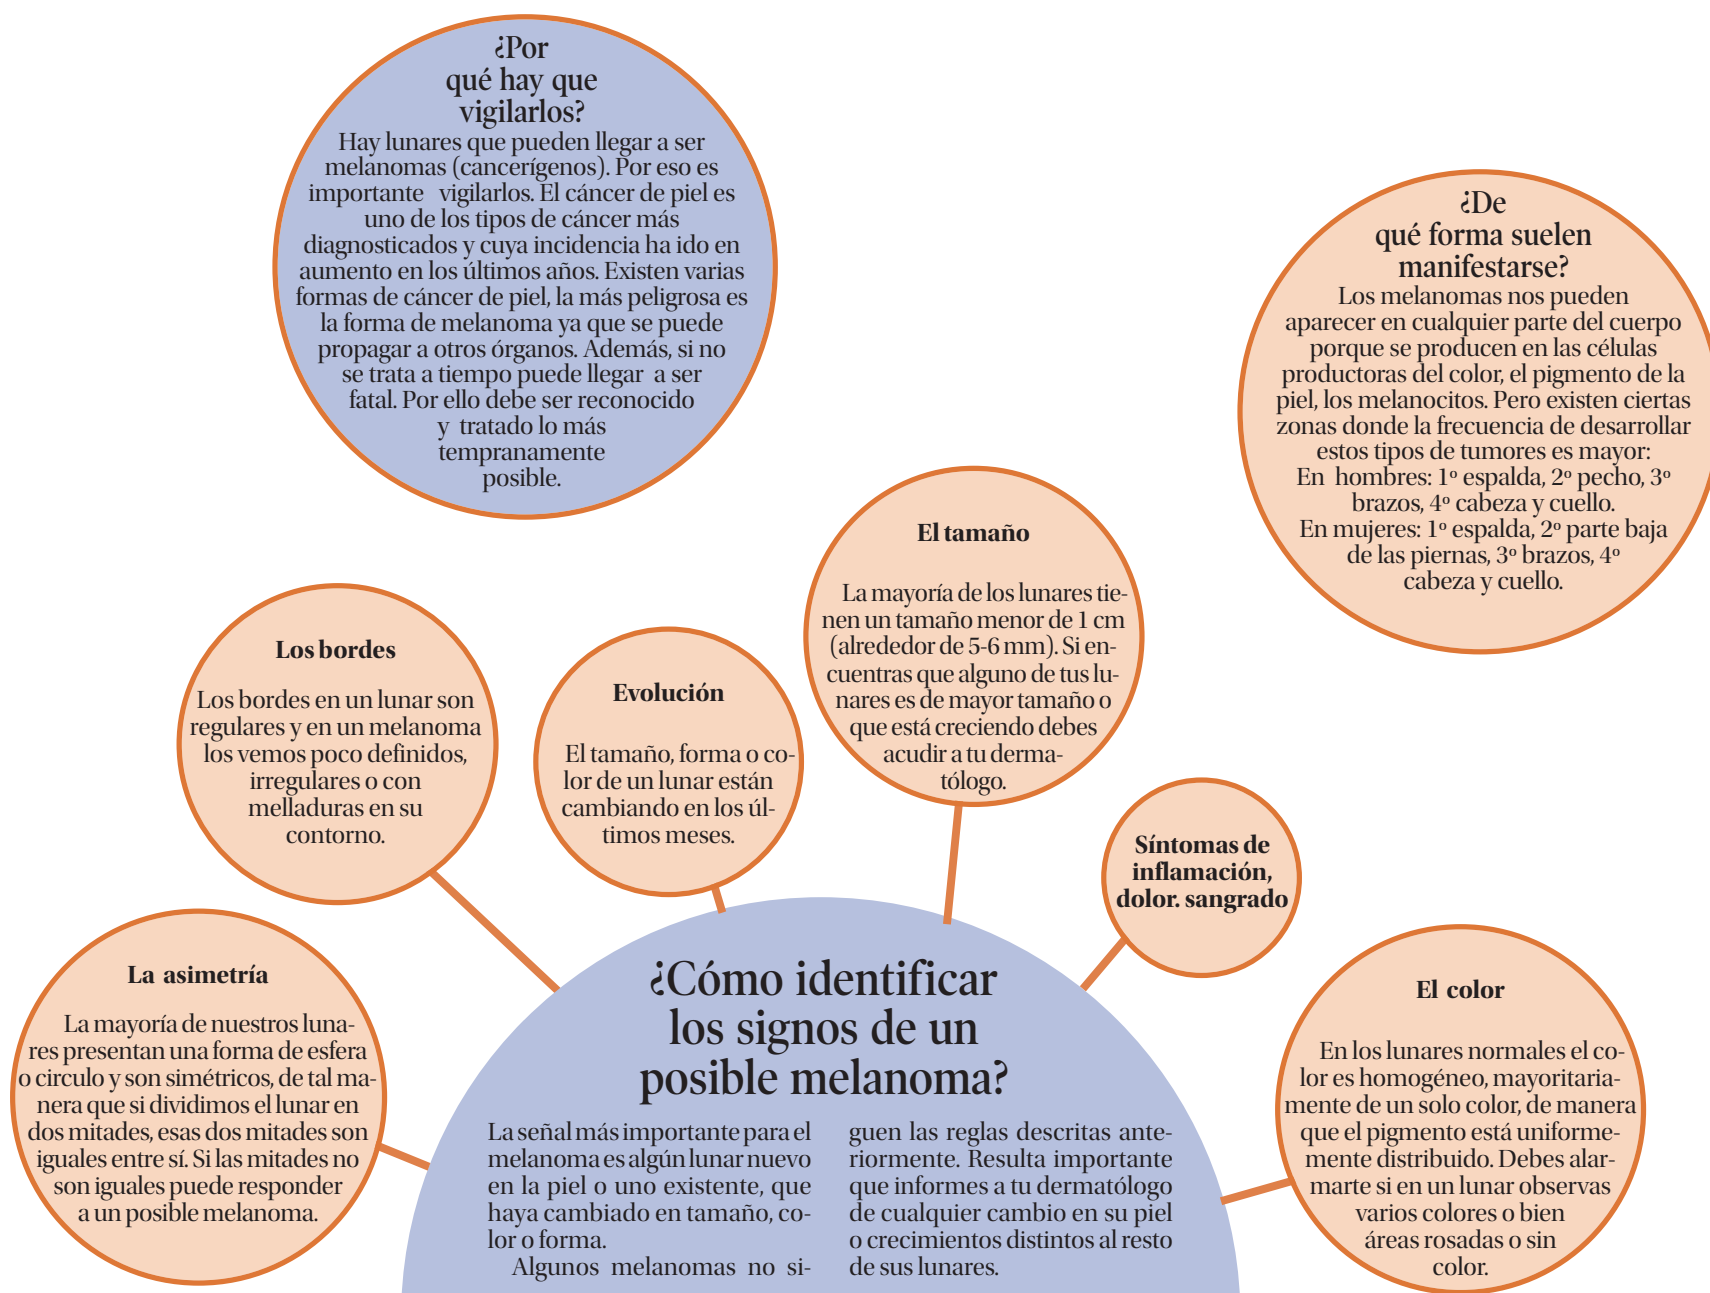 ¿Por
qué hay que
vigilarlos?
Hay lunares que pueden llegar a ser
melanomas (cancerígenos). Por eso es
importante vigilarlos. El cáncer de piel es
uno de los tipos de cáncer más
diagnosticados y cuya incidencia ha ido en
aumento en los últimos años. Existen varias
formas de cáncer de piel, la más peligrosa es
la forma de melanoma ya que se puede
propagar a otros órganos. Además, si no
se trata a tiempo puede llegar a ser
fatal. Por ello debe ser reconocido
y tratado lo más
tempranamente
posible.
¿De
qué forma suelen
manifestarse?
Los melanomas nos pueden
aparecer en cualquier parte del cuerpo
porque se producen en las células
productoras del color, el pigmento de la
piel, los melanocitos. Pero existen ciertas
zonas donde la frecuencia de desarrollar
estos tipos de tumores es mayor:
En hombres: 1º espalda, 2º pecho, 3º
brazos, 4º cabeza y cuello.
En mujeres: 1º espalda, 2º parte baja
de las piernas, 3º brazos, 4º
cabeza y cuello.
El tamaño
La mayoría de los lunares tie-
nen un tamaño menor de 1 cm
(alrededor de 5-6 mm). Si en-
cuentras que alguno de tus lu-
nares es de mayor tamaño o
que está creciendo debes
acudir a tu derma-
tólogo.
Los bordes
Los bordes en un lunar son
regulares y en un melanoma
los vemos poco definidos,
irregulares o con
melladuras en su
contorno.
Evolución
El tamaño, forma o co-
lor de un lunar están
cambiando en los úl-
timos meses.
Síntomas de
inflamación,
dolor. sangrado
La asimetría
La mayoría de nuestros luna-
res presentan una forma de esfera
o circulo y son simétricos, de tal ma-
nera que si dividimos el lunar en
dos mitades, esas dos mitades son
iguales entre sí. Si las mitades no
son iguales puede responder
a un posible melanoma.
El color
En los lunares normales el co-
lor es homogéneo, mayoritaria-
mente de un solo color, de manera
que el pigmento está uniforme-
mente distribuido. Debes alar-
marte si en un lunar observas
varios colores o bien
áreas rosadas o sin
color.
¿Cómo identificar
los signos de un
posible melanoma?
La señal más importante para el
melanoma es algún lunar nuevo
en la piel o uno existente, que
haya cambiado en tamaño, co-
lor o forma.
Algunos melanomas no si-
guen las reglas descritas ante-
riormente. Resulta importante
que informes a tu dermatólogo
de cualquier cambio en su piel
o crecimientos distintos al resto
de sus lunares.